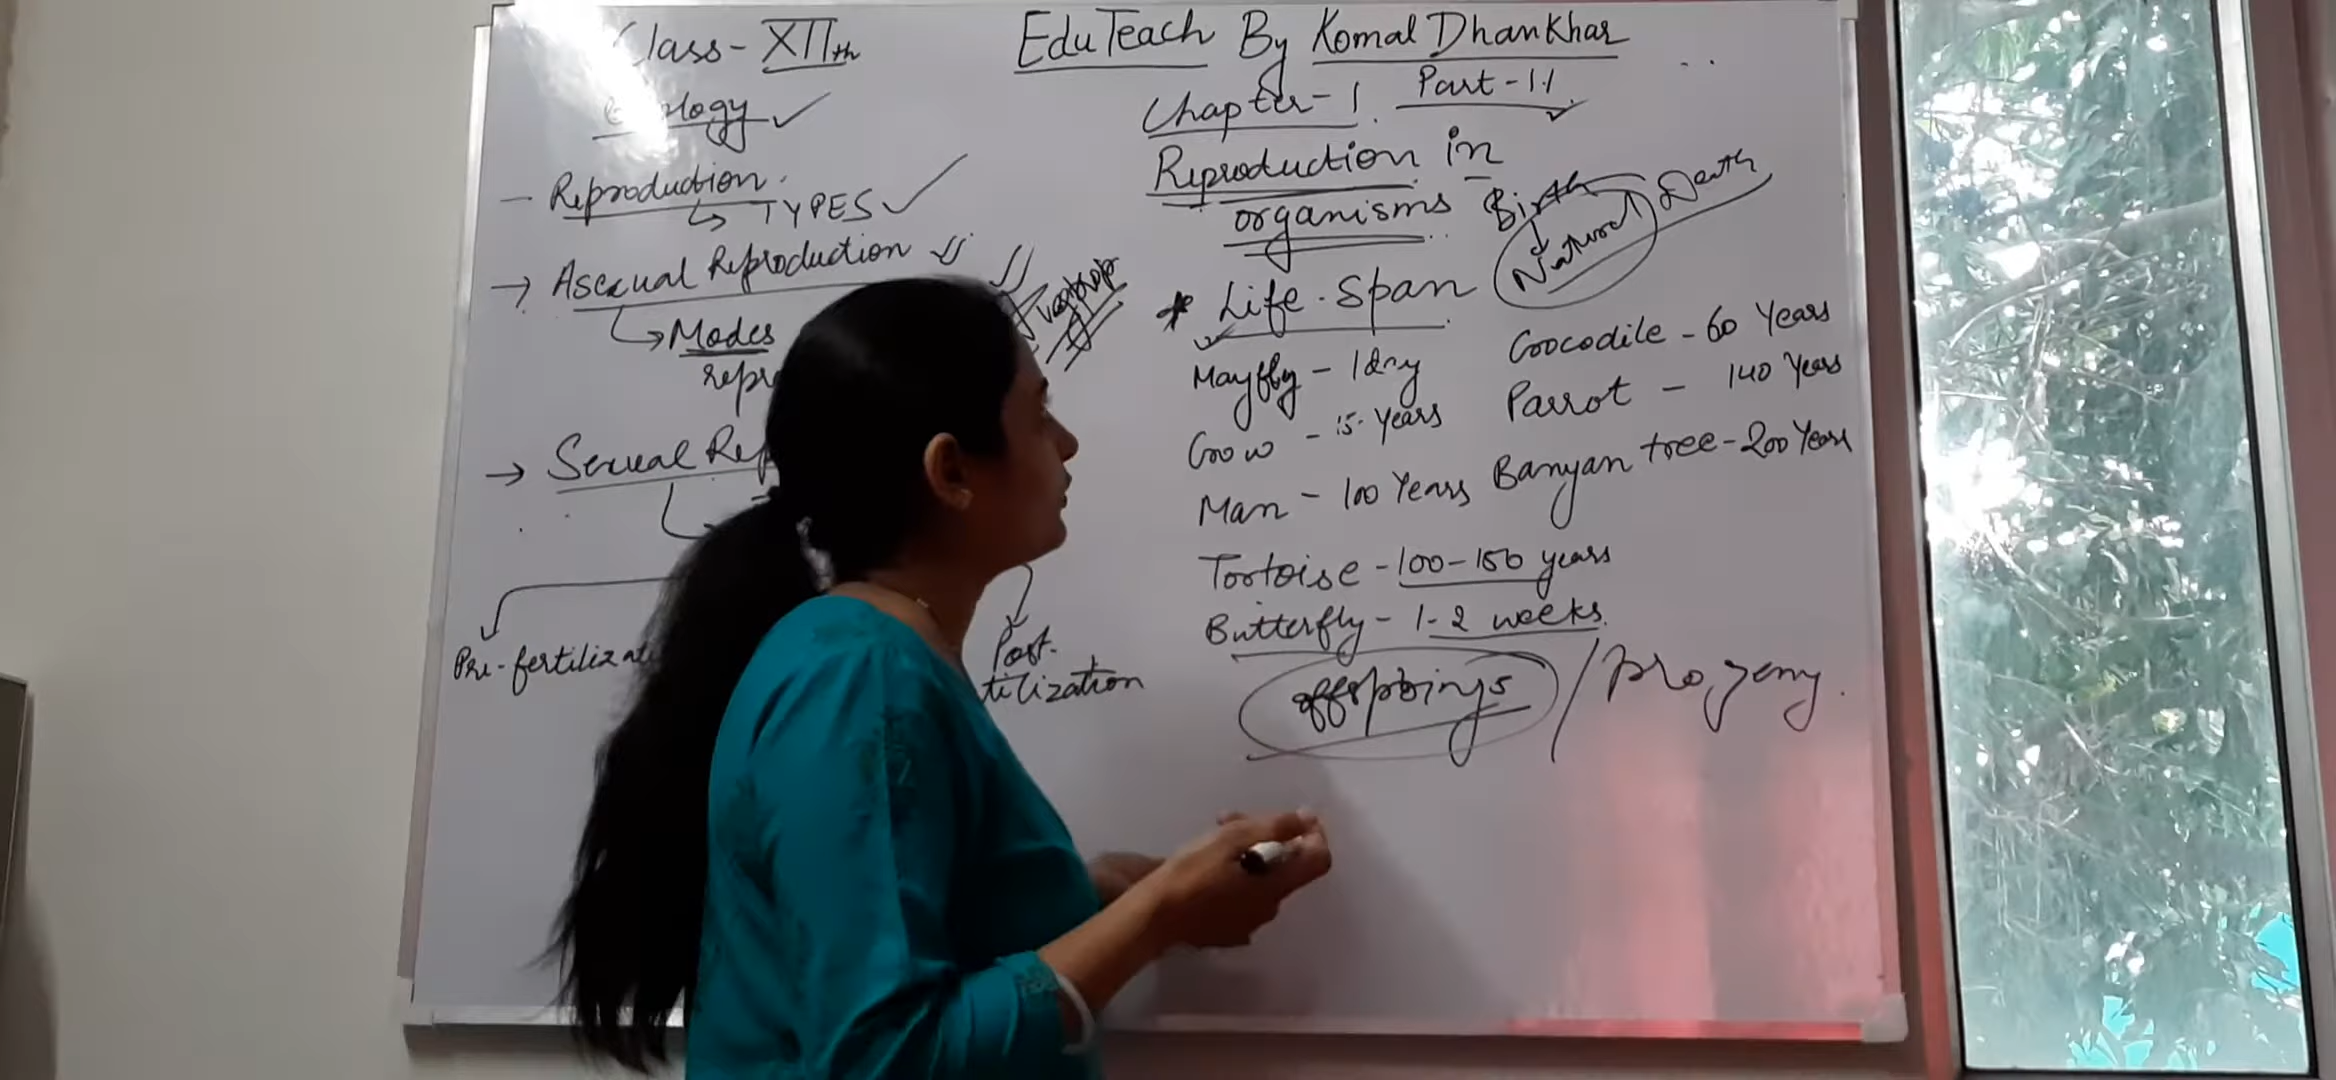 Class - XIIth
EduTeach By Komal Dhankhar
Biology
Chapter - 1. Part - 1.1
- Reproduction.
↳ TYPES
Reproduction in
organisms
Birth
Natural
Death
→ Asexual Reproduction
↳ Modes
repr
→ Sexual Rep
Pre-fertilizati
Post-
tilization
* Life-Span
Mayfly - 1day
Crow - 15 Years
Man - 100 Years
Tortoise - 100-150 years
Butterfly - 1-2 weeks.
Crocodile - 60 Years
Parrot - 140 Years
Banyan tree - 200 Years
offsprings / progeny.